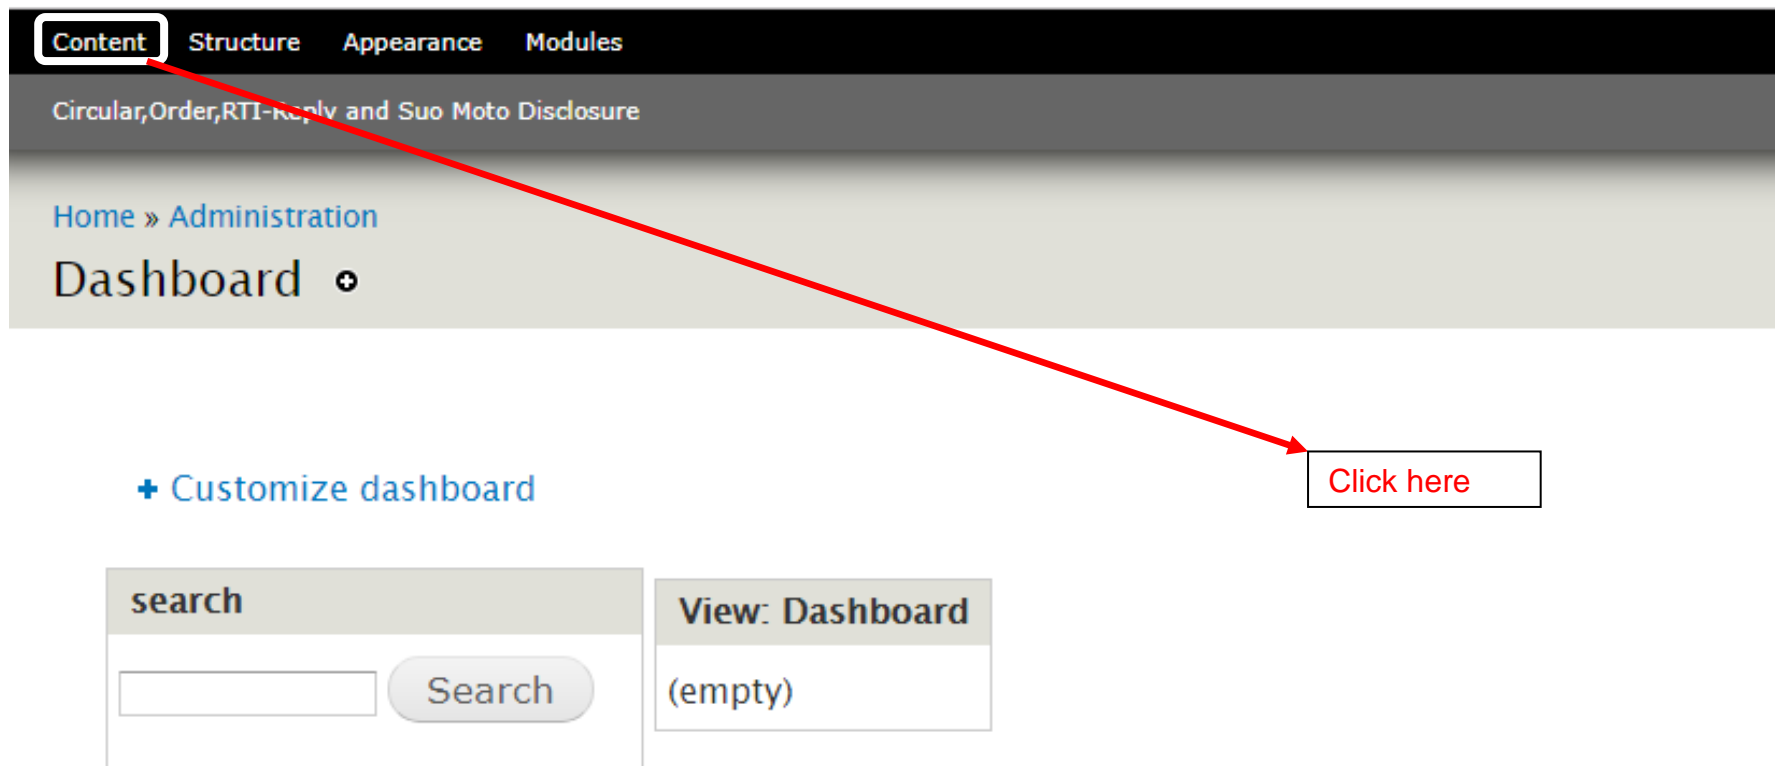 Content Structure Appearance Modules
Circular,Order,RTI-Reply and Suo Moto Disclosure
Home » Administration
Dashboard
Click here
+ Customize dashboard
search
View: Dashboard
Search
(empty)